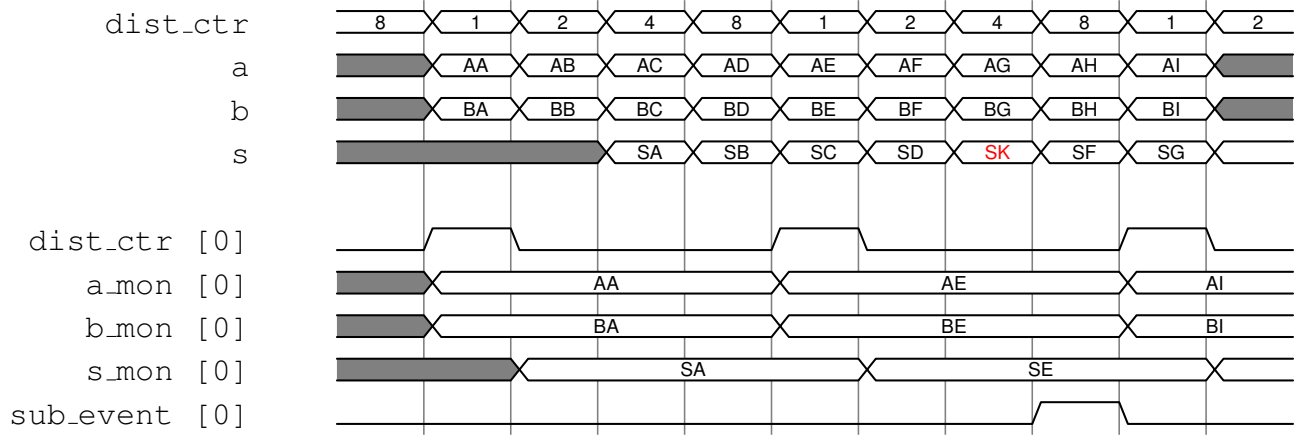 dist_ctr 8 1 2 4 8 1 2 4 8 1 2
a AA AB AC AD AE AF AG AH AI
b BA BB BC BD BE BF BG BH BI
s SA SB SC SD SK SF SG
dist_ctr [0]
a_mon [0] AA AE AI
b_mon [0] BA BE BI
s_mon [0] SA SE
sub_event [0]